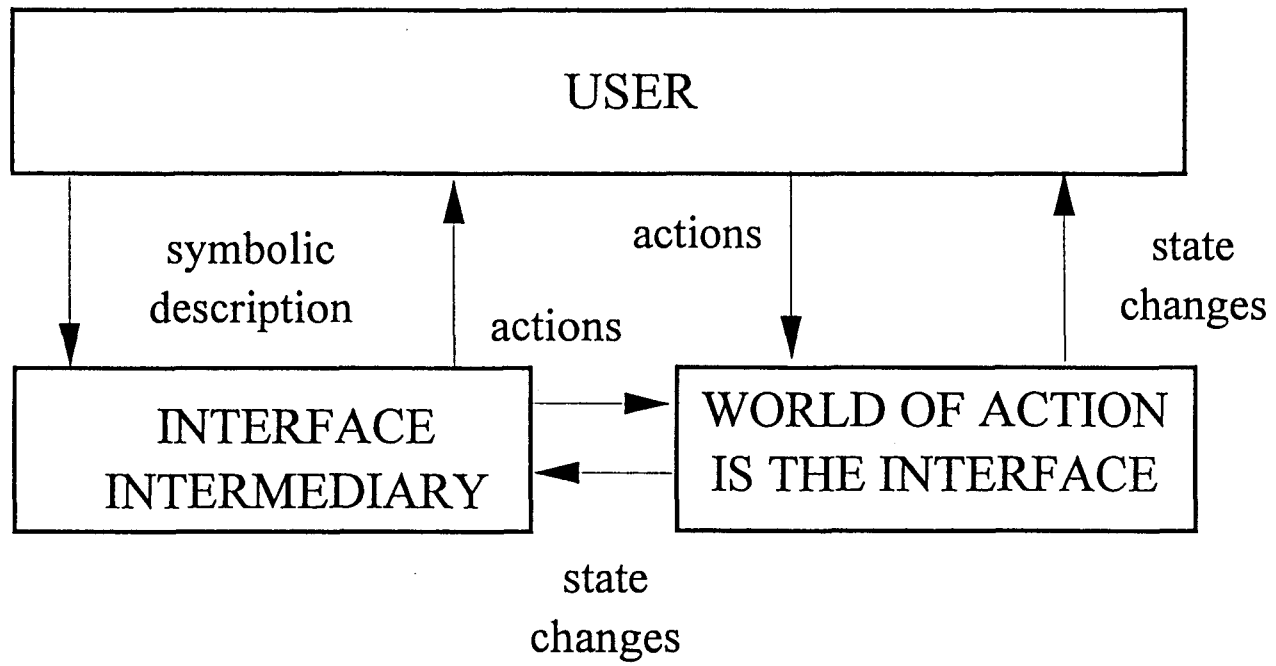 USER
symbolic
description
actions
actions
state
changes
INTERFACE
INTERMEDIARY
WORLD OF ACTION
IS THE INTERFACE
state
changes